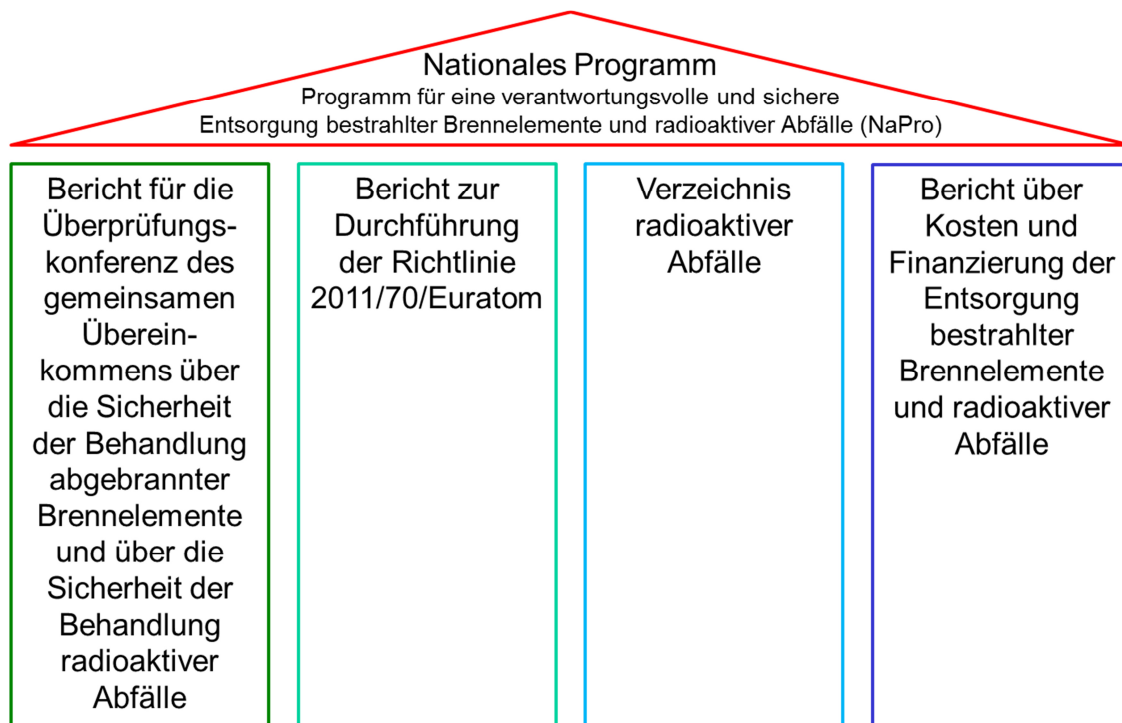 Nationales Programm
Programm für eine verantwortungsvolle und sichere
Entsorgung bestrahlter Brennelemente und radioaktiver Abfälle (NaPro)
Bericht für die
Überprüfungs-
konferenz des
gemeinsamen
Überein-
kommens über
die Sicherheit
der Behandlung
abgebrannter
Brennelemente
und über die
Sicherheit der
Behandlung
radioaktiver
Abfälle
Bericht zur
Durchführung
der Richtlinie
2011/70/Euratom
Verzeichnis
radioaktiver
Abfälle
Bericht über
Kosten und
Finanzierung der
Entsorgung
bestrahlter
Brennelemente
und radioaktiver
Abfälle